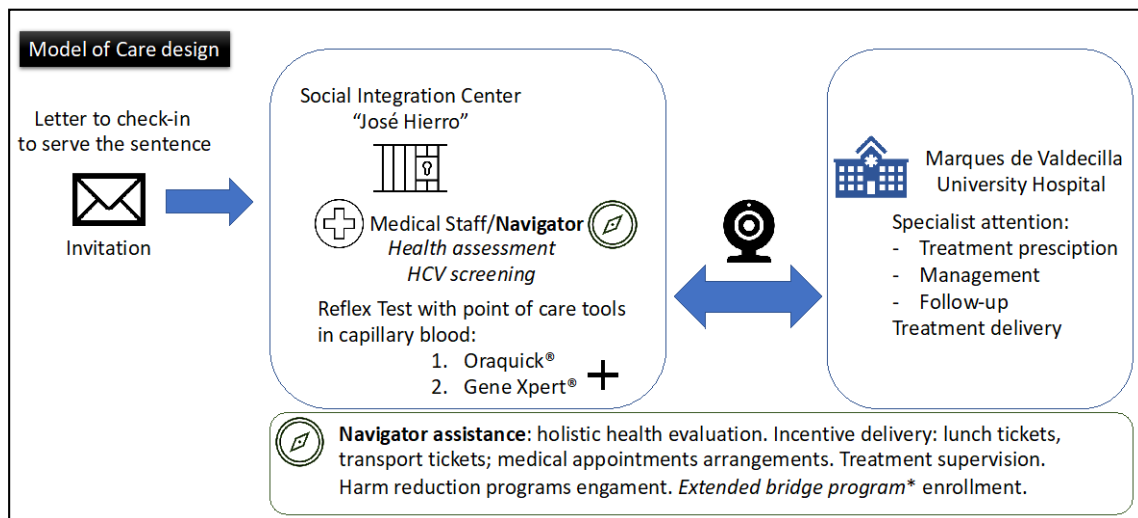 Model of Care design
Letter to check-in
to serve the sentence
Invitation
Social Integration Center
“José Hierro”
Medical Staff/Navigator
Health assessment
HCV screening
Reflex Test with point of care tools
in capillary blood:
1. Oraquick®
2. Gene Xpert®
Marques de Valdecilla
University Hospital
Specialist attention:
- Treatment presciption
- Management
- Follow-up
Treatment delivery
Navigator assistance: holistic health evaluation. Incentive delivery: lunch tickets,
transport tickets; medical appointments arrangements. Treatment supervision.
Harm reduction programs engament. Extended bridge program* enrollment.